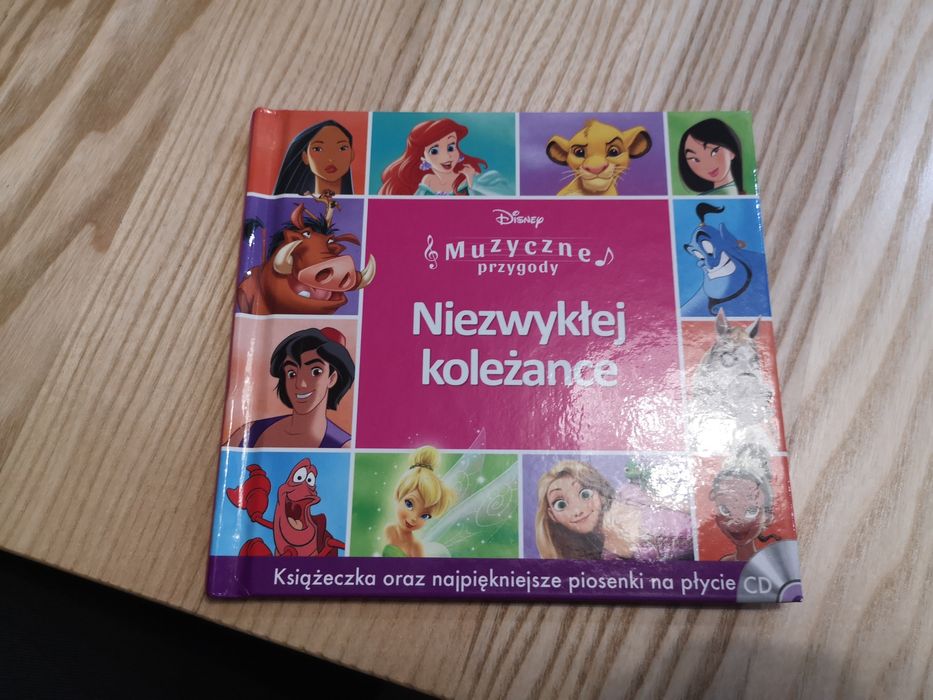 Disney
Muzyczne
przygody
Niezwykłej
koleżance
Książeczka oraz najpiękniejsze piosenki na płycie CD